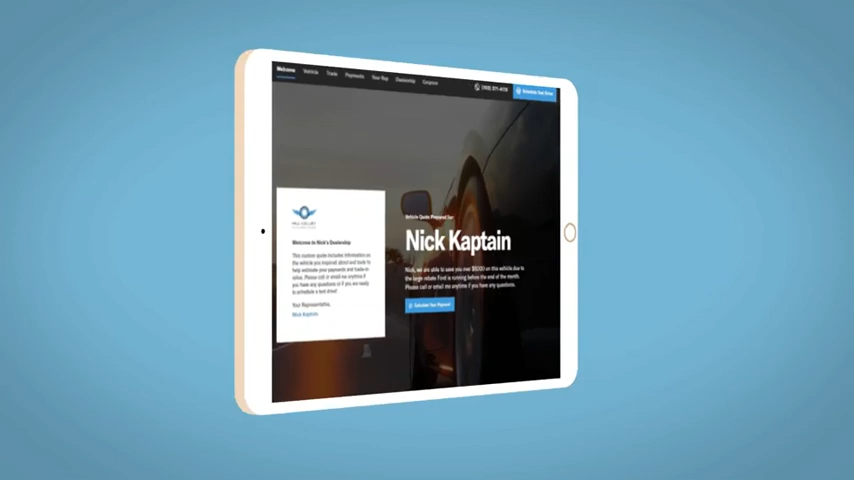 Welcome Vehicle Trade Payments Your Rep Dealership Coupons
Schedule Test Drive
Welcome to Nick's Dealership
This custom quote includes information on
the vehicle you inquired about and tools to
help estimate your payments and trade-in
value. Please call or email me anytime if
you have any questions or if you are ready
to schedule a test drive!
Your Representative,
Nick Kaptain
Vehicle Quote Prepared For:
Nick Kaptain
Nick, we are able to save you over $6000 on this vehicle due to
the large rebate Ford is running before the end of the month.
Please call or email me anytime if you have any questions.
Calculate Your Payment